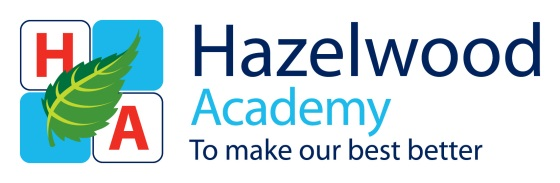 H
A
Hazelwood
Academy
To make our best better